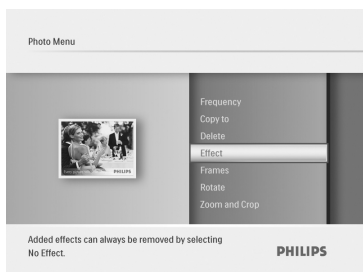 Photo Menu
Frequency
Copy to
Delete
Effect
Frames
Rotate
Zoom and Crop
PHILIPS
Added effects can always be removed by selecting
No Effect.
PHILIPS